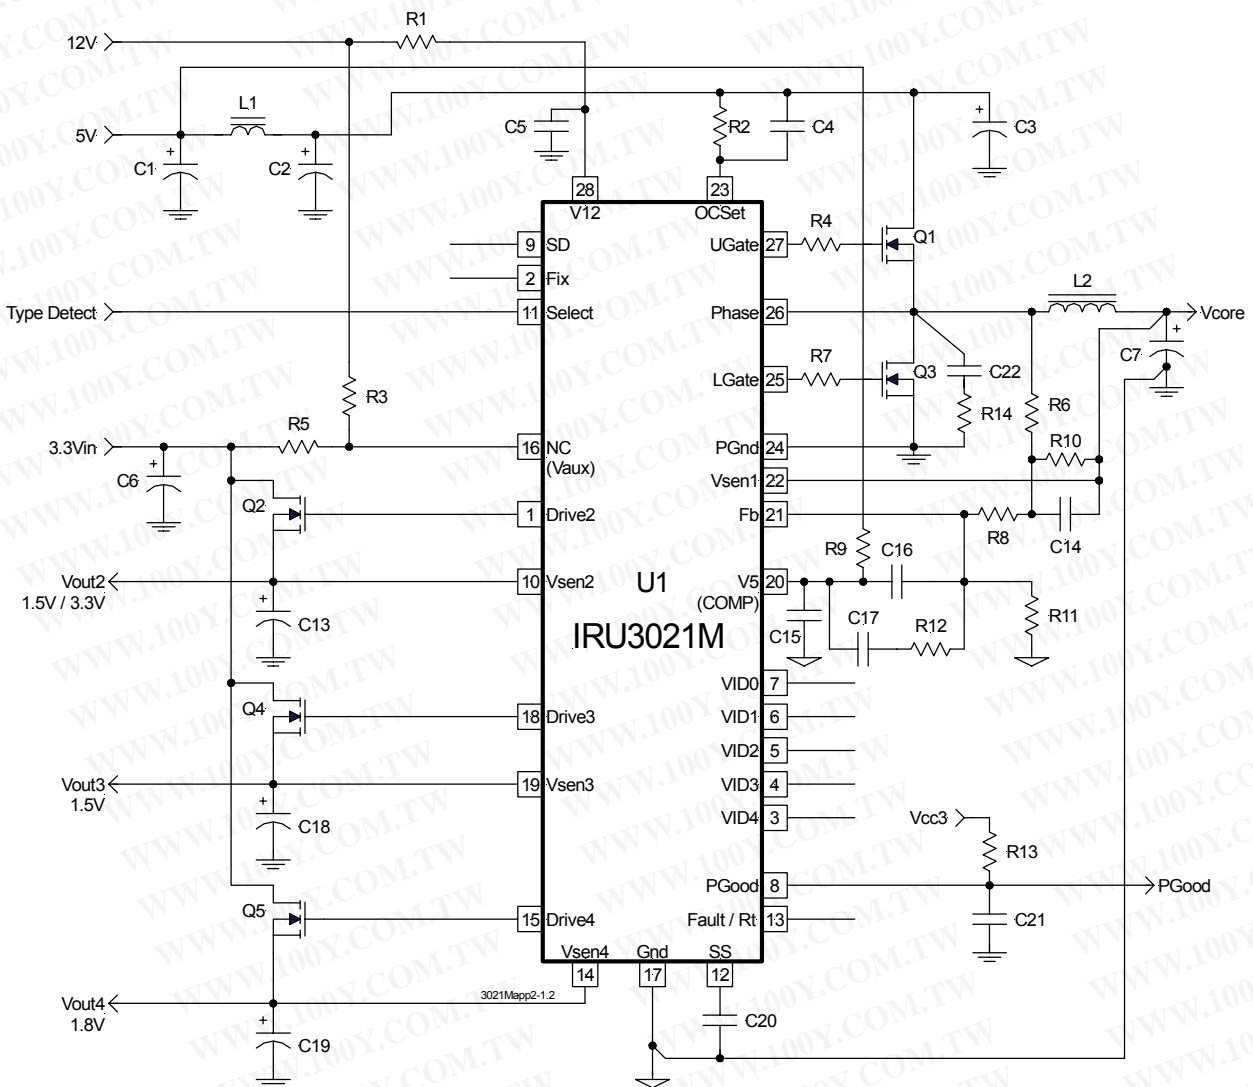 R1
12V
L1
5V
C1
C2
C5
R2
C4
C3
28
V12
23
OCSet
9 SD
2 Fix
Type Detect
11 Select
UGate 27
R4
Q1
Phase 26
L2
Vcore
C7
LGate 25
R7
Q3
C22
R14
R3
R6
R10
3.3Vin
R5
C6
16 NC
(Vaux)
PGnd 24
Vsen1 22
Q2
1 Drive2
Fb 21
R8
C14
R9
C16
Vout2
1.5V / 3.3V
10 Vsen2
U1
IRU3021M
V5 20
(COMP)
C13
C15
C17
R12
R11
VID0 7
Q4
18 Drive3
VID1 6
VID2 5
Vout3
1.5V
19 Vsen3
VID3 4
C18
VID4 3
Vcc3
R13
PGood 8
PGood
Q5
15 Drive4
Fault / Rt 13
C21
Vsen4
14
Gnd
17
SS
12
Vout4
1.8V
3021Mapp2-1.2
C20
C19
WWW.100Y.COM.TW